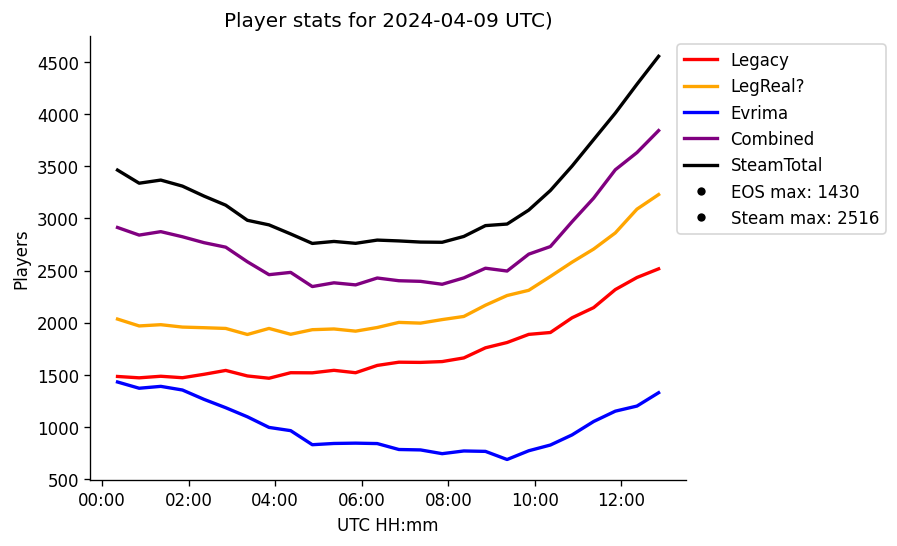 Player stats for 2024-04-09 UTC)
Legacy
LegReal?
Evrima
Combined
SteamTotal
EOS max: 1430
Steam max: 2516
Players
4500
4000
3500
3000
2500
2000
1500
1000
500
00:00 02:00 04:00 06:00 08:00 10:00 12:00
UTC HH:mm